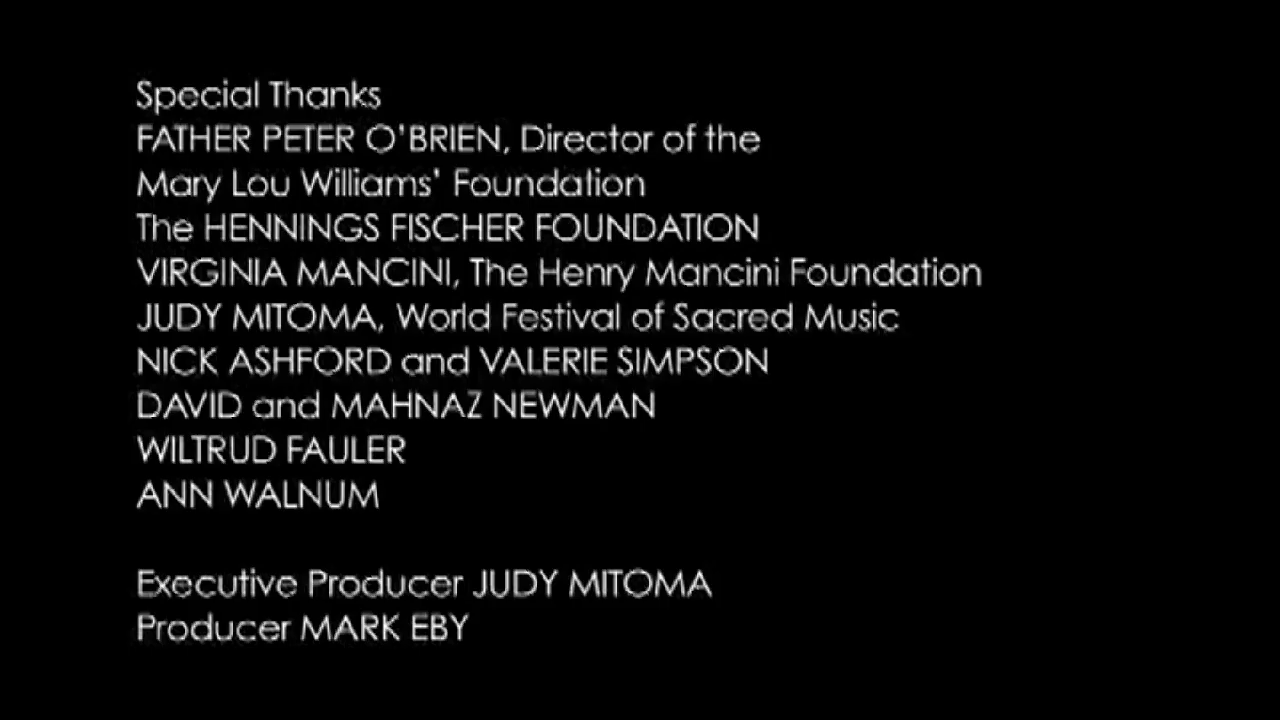 Special Thanks
FATHER PETER O'BRIEN, Director of the
Mary Lou Williams' Foundation
The HENNINGS FISCHER FOUNDATION
VIRGINIA MANCINI, The Henry Mancini Foundation
JUDY MITOMA, World Festival of Sacred Music
NICK ASHFORD and VALERIE SIMPSON
DAVID and MAHNAZ NEWMAN
WILTRUD FAULER
ANN WALNUM
Executive Producer JUDY MITOMA
Producer MARK EBY